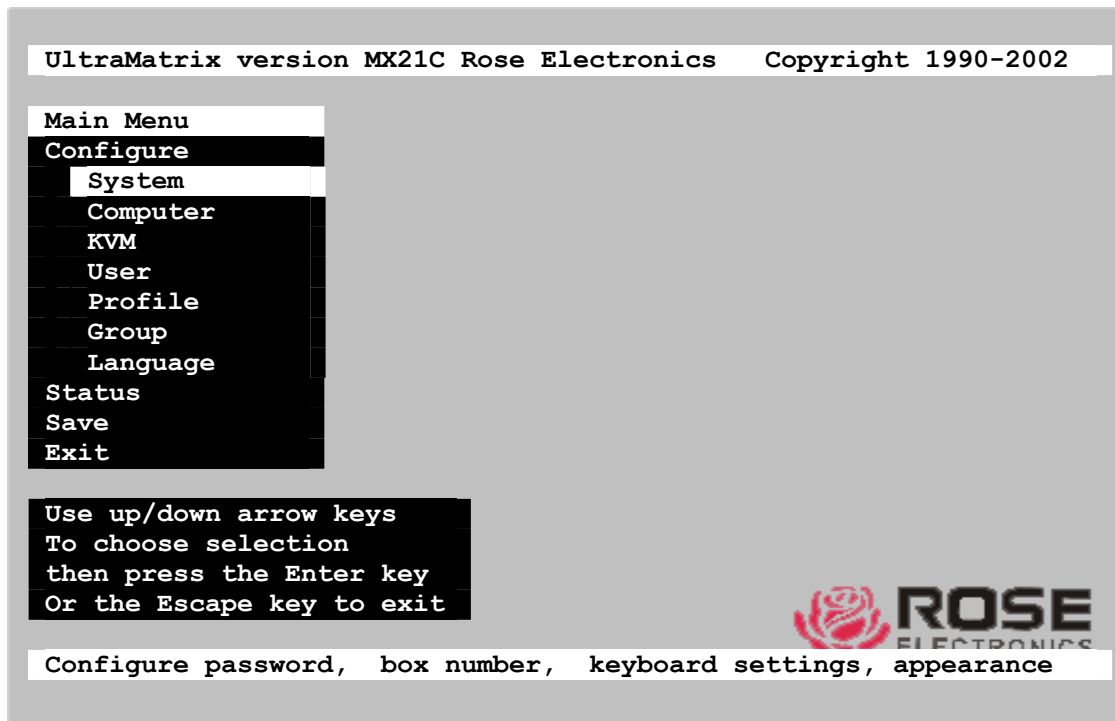 UltraMatrix version MX21C Rose Electronics Copyright 1990-2002
Main Menu
Configure
System
Computer
KVM
User
Profile
Group
Language
Status
Save
Exit
Use up/down arrow keys
To choose selection
then press the Enter key
Or the Escape key to exit
ROSE
ELECTRONICS
Configure password, box number, keyboard settings, appearance